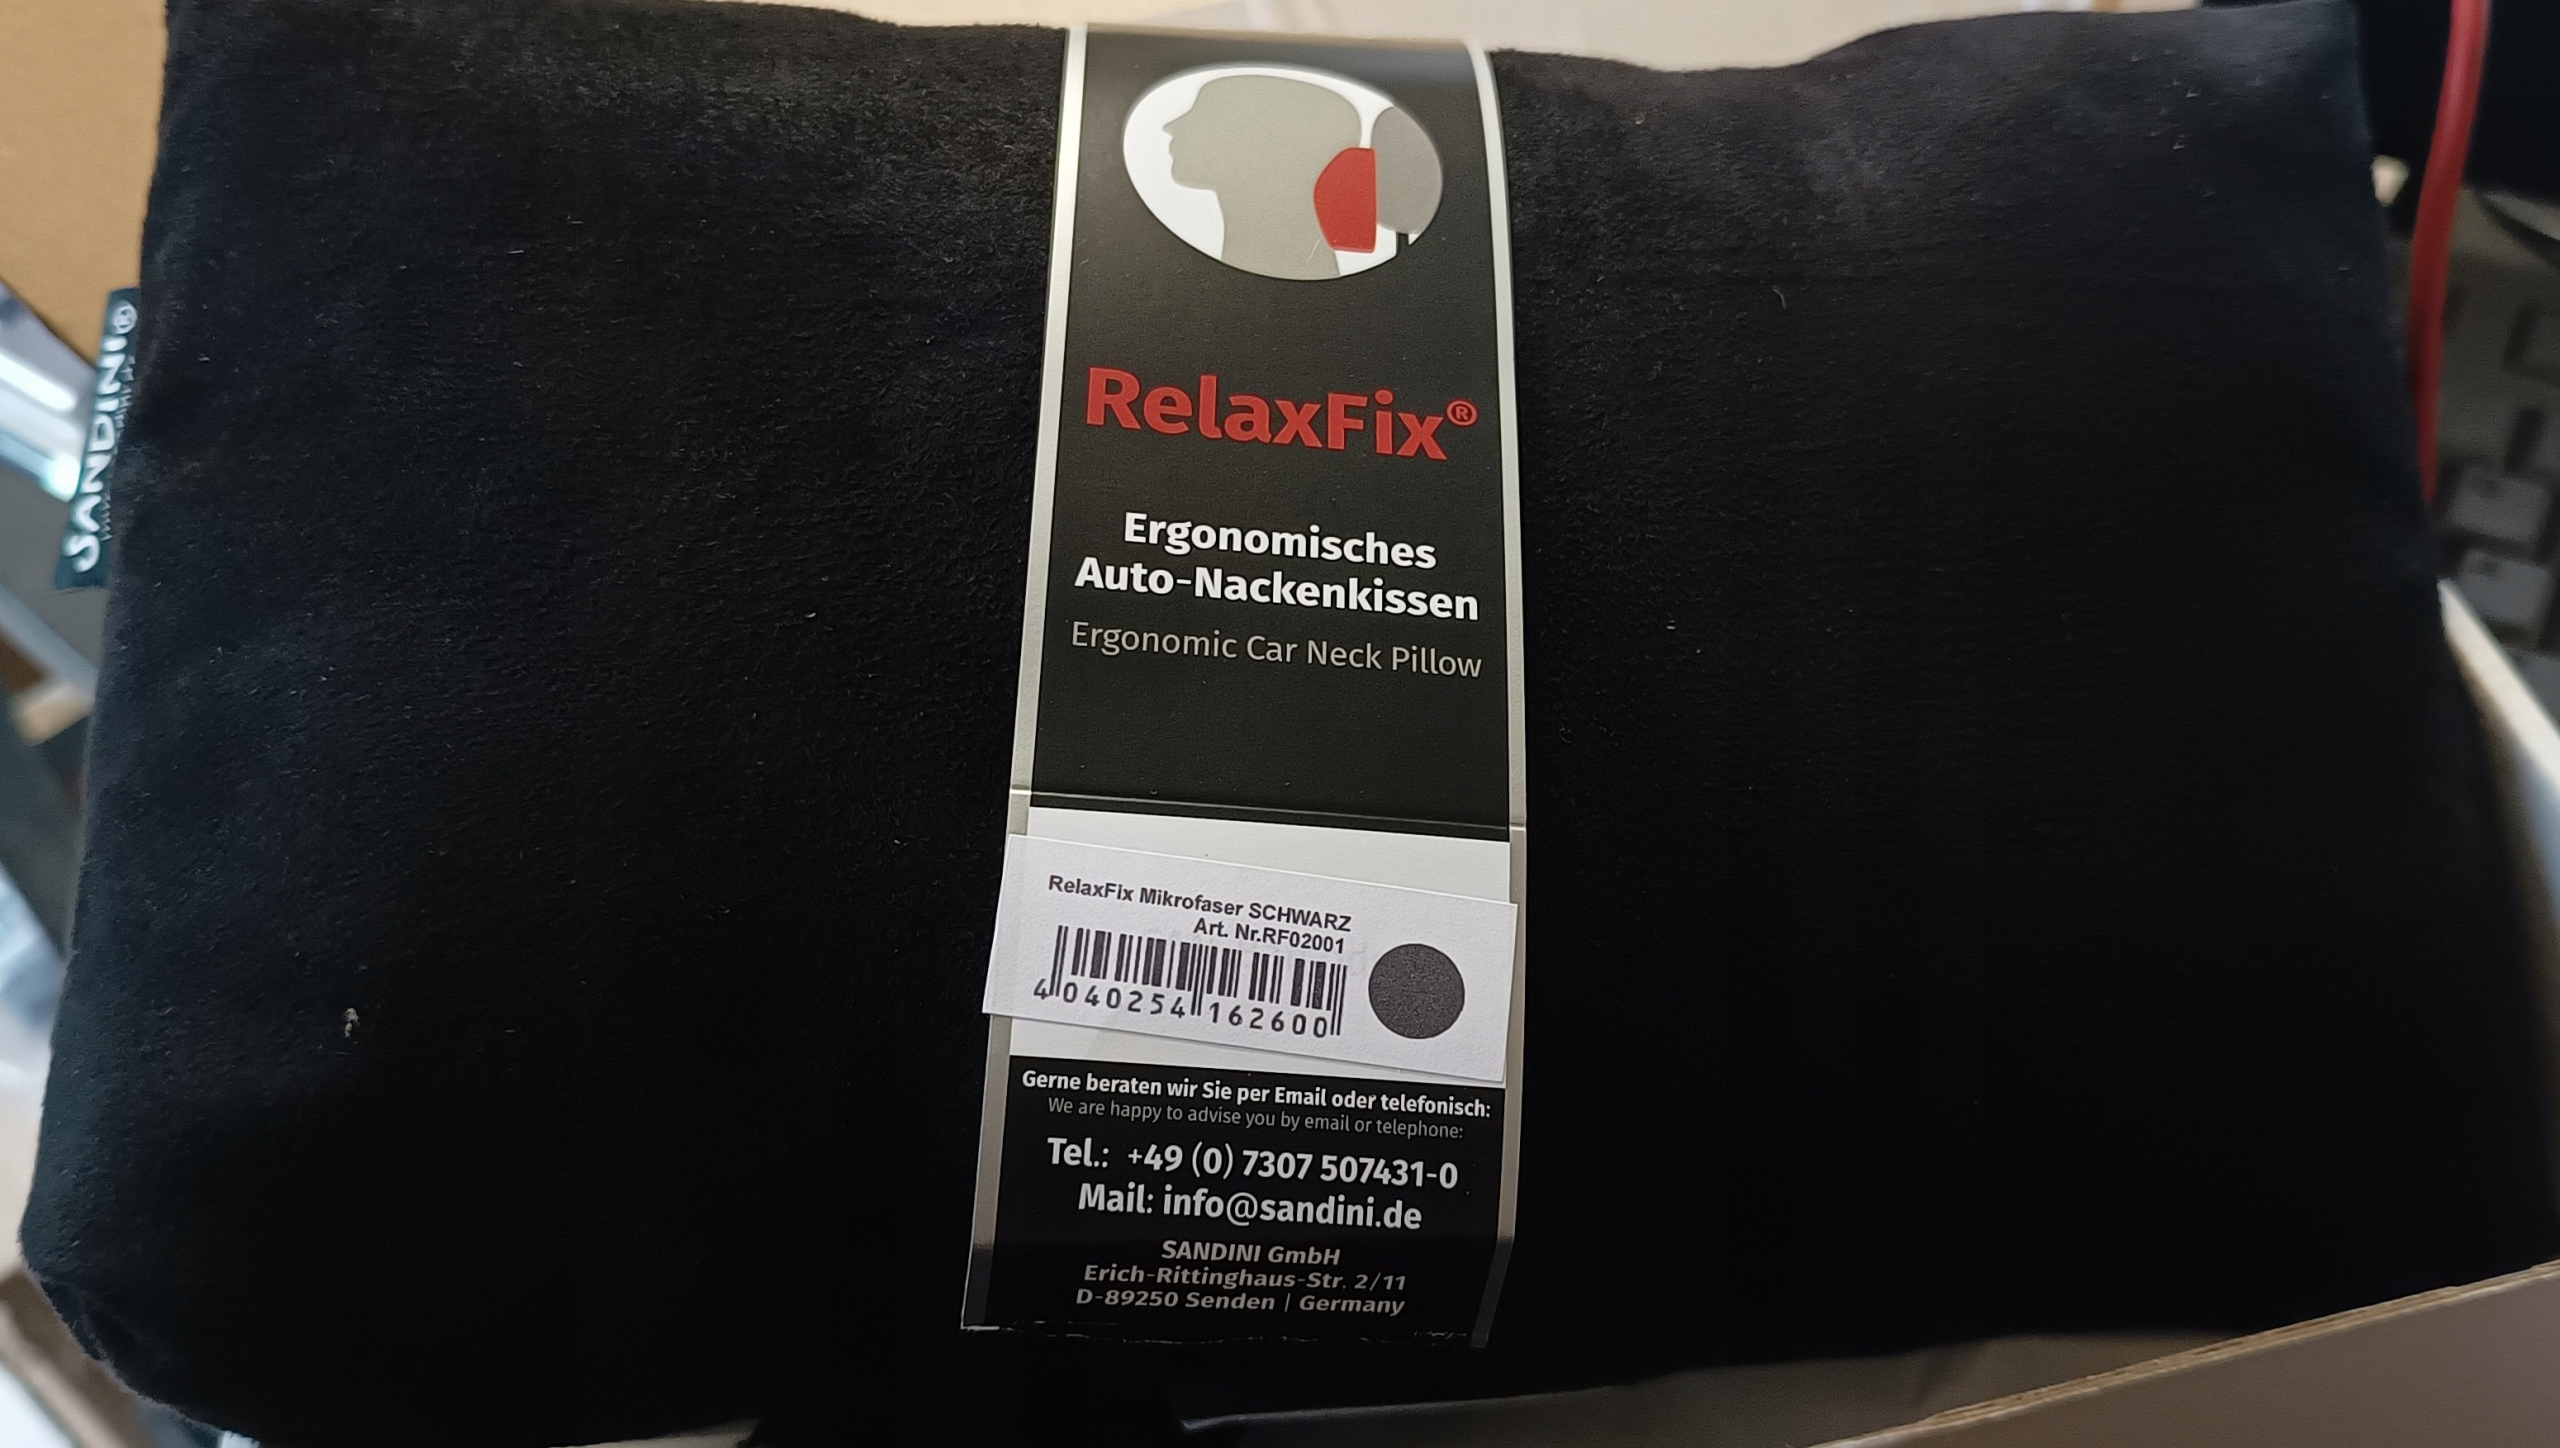 SANDINI®
RelaxFix®
Ergonomisches
Auto-Nackenkissen
Ergonomic Car Neck Pillow
RelaxFix Mikrofaser SCHWARZ
Art. Nr.RF02001
4 040254 162600
Gerne beraten wir Sie per Email oder telefonisch:
We are happy to advise you by email or telephone:
Tel.: +49 (0) 7307 507431-0
Mail: info@sandini.de
SANDINI GmbH
Erich-Rittinghaus-Str. 2/11
D-89250 Senden | Germany